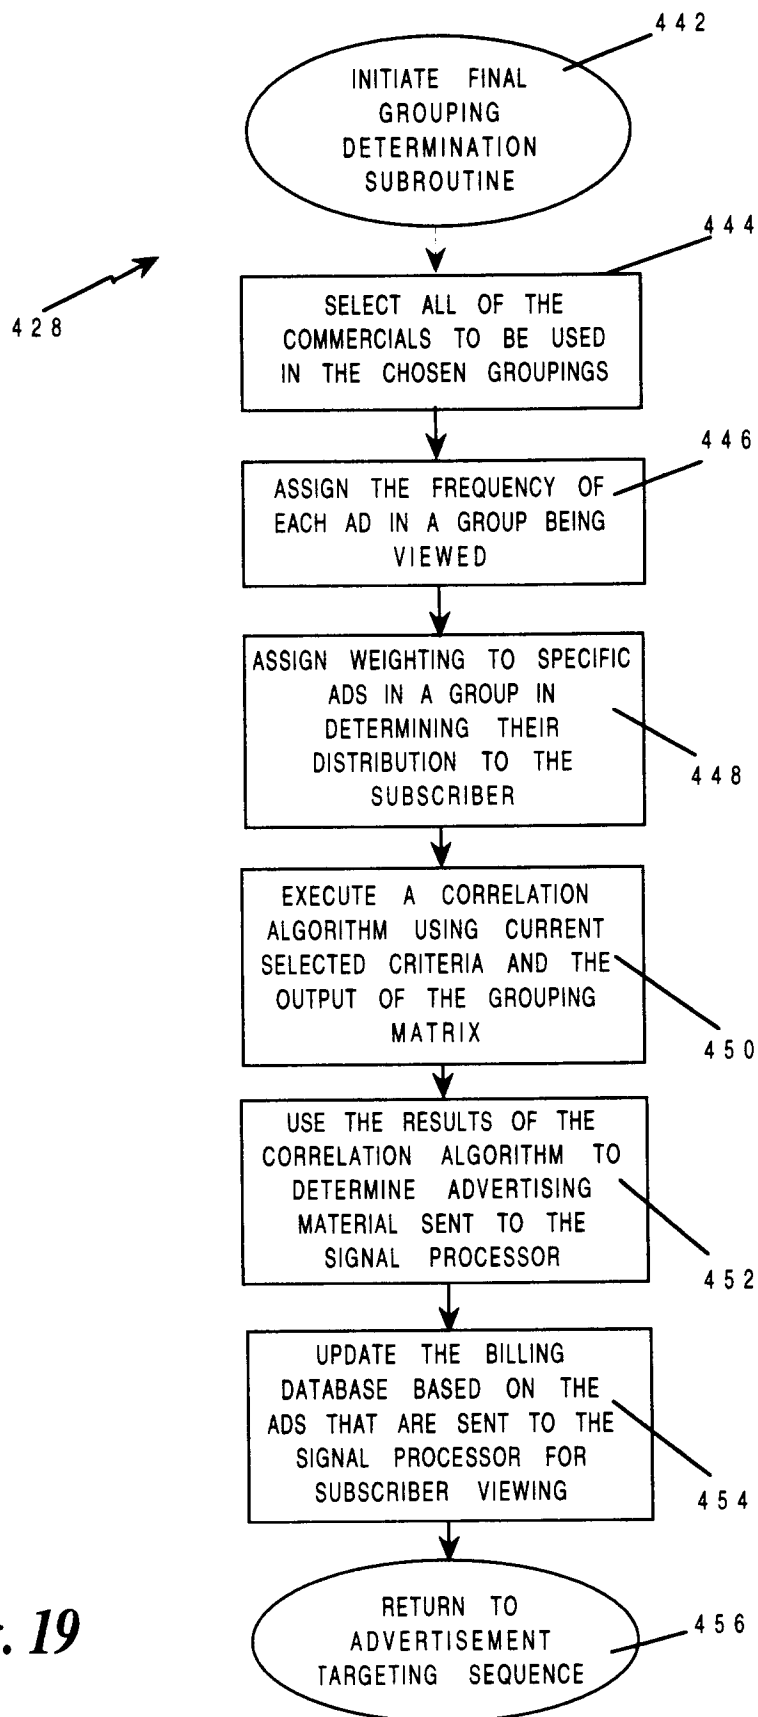 442
INITIATE FINAL
GROUPING
DETERMINATION
SUBROUTINE
444
428
SELECT ALL OF THE
COMMERCIALS TO BE USED
IN THE CHOSEN GROUPINGS
446
ASSIGN THE FREQUENCY OF
EACH AD IN A GROUP BEING
VIEWED
ASSIGN WEIGHTING TO SPECIFIC
ADS IN A GROUP IN
DETERMINING THEIR
DISTRIBUTION TO THE
SUBSCRIBER
448
EXECUTE A CORRELATION
ALGORITHM USING CURRENT
SELECTED CRITERIA AND THE
OUTPUT OF THE GROUPING
MATRIX
450
USE THE RESULTS OF THE
CORRELATION ALGORITHM TO
DETERMINE ADVERTISING
MATERIAL SENT TO THE
SIGNAL PROCESSOR
452
UPDATE THE BILLING
DATABASE BASED ON THE
ADS THAT ARE SENT TO THE
SIGNAL PROCESSOR FOR
SUBSCRIBER VIEWING
454
RETURN TO
ADVERTISEMENT
TARGETING SEQUENCE
456
. 19